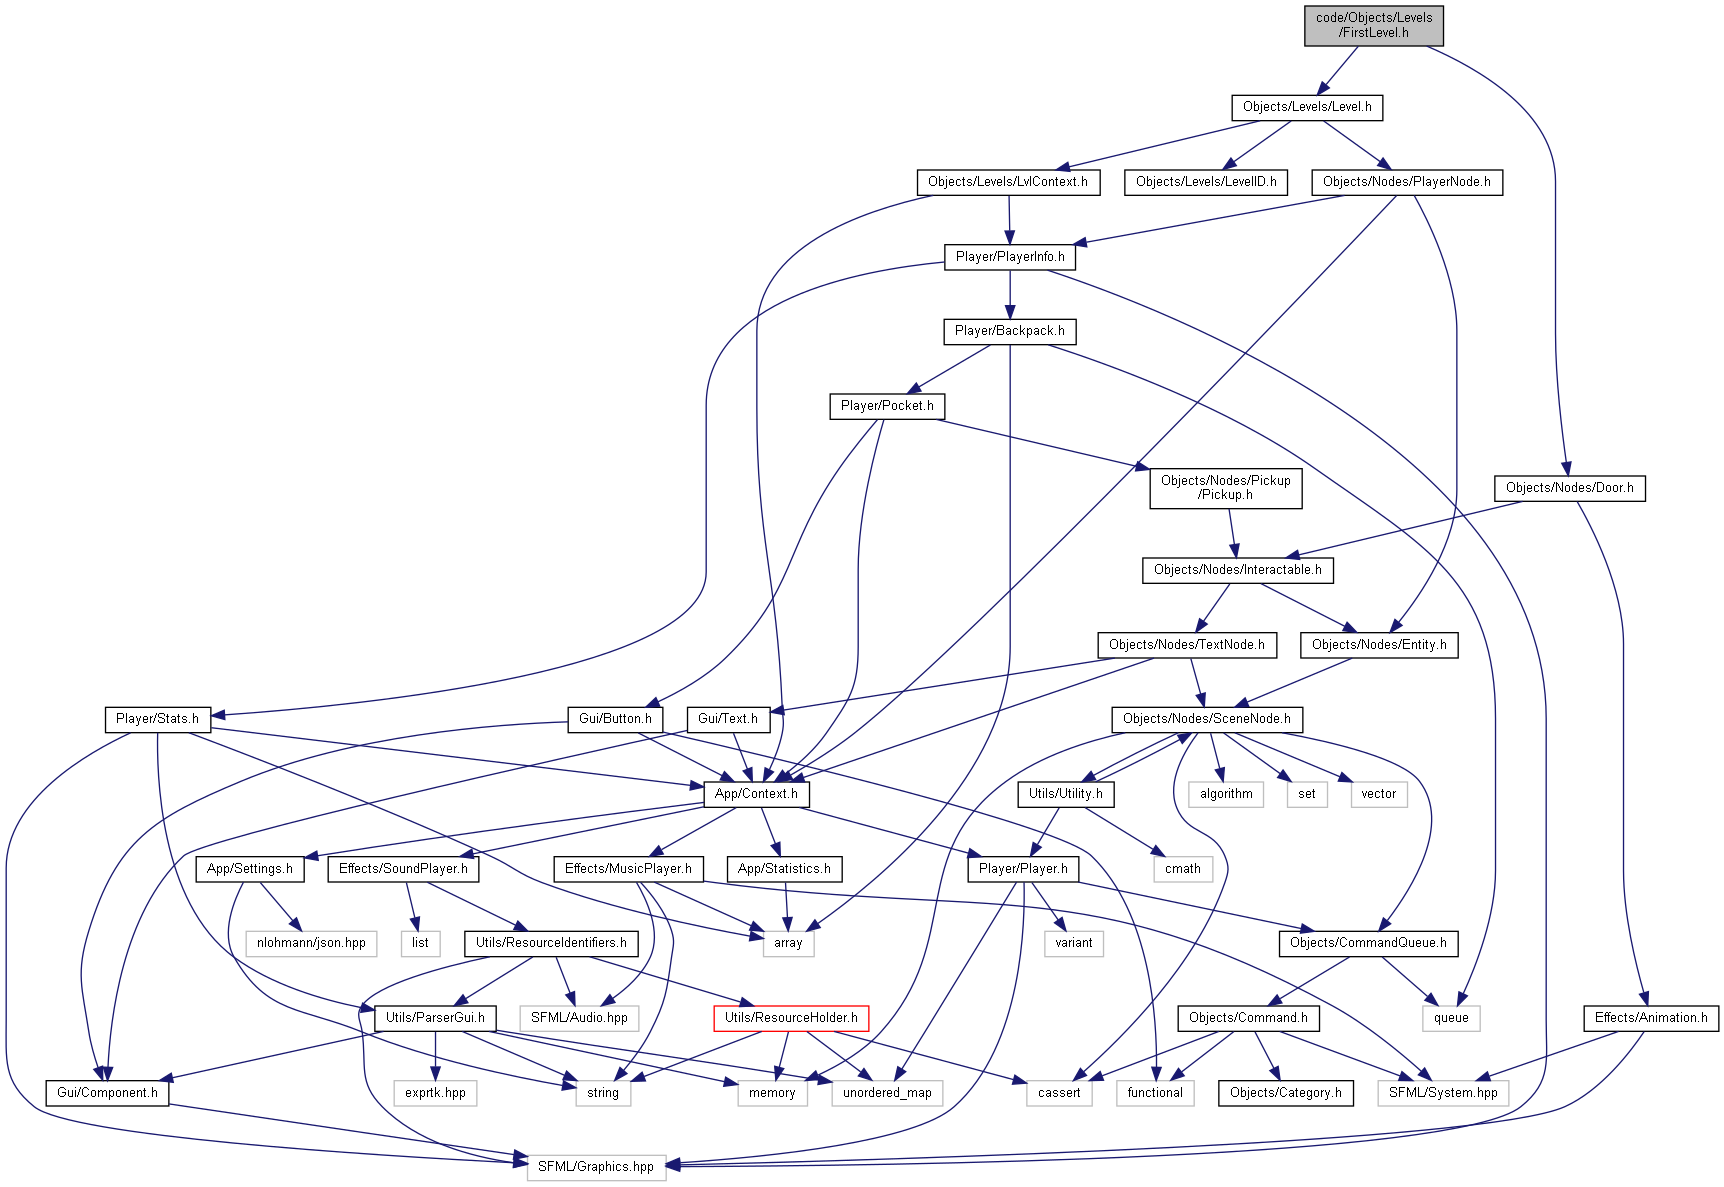 code/Objects/Levels
/FirstLevel.h
Objects/Levels/Level.h
Objects/Levels/LvlContext.h
Objects/Levels/LevelID.h
Objects/Nodes/PlayerNode.h
Player/PlayerInfo.h
Player/Backpack.h
Player/Pocket.h
Objects/Nodes/Pickup
/Pickup.h
Objects/Nodes/Door.h
Objects/Nodes/Interactable.h
Objects/Nodes/TextNode.h
Objects/Nodes/Entity.h
Player/Stats.h
Gui/Button.h
Gui/Text.h
Objects/Nodes/SceneNode.h
App/Context.h
Utils/Utility.h
algorithm
set
vector
App/Settings.h
Effects/SoundPlayer.h
Effects/MusicPlayer.h
App/Statistics.h
Player/Player.h
cmath
nlohmann/json.hpp
list
Utils/ResourceIdentifiers.h
array
variant
Objects/CommandQueue.h
Utils/ParserGui.h
SFML/Audio.hpp
Utils/ResourceHolder.h
Objects/Command.h
queue
Effects/Animation.h
Gui/Component.h
exprtk.hpp
string
memory
unordered_map
cassert
functional
Objects/Category.h
SFML/System.hpp
SFML/Graphics.hpp